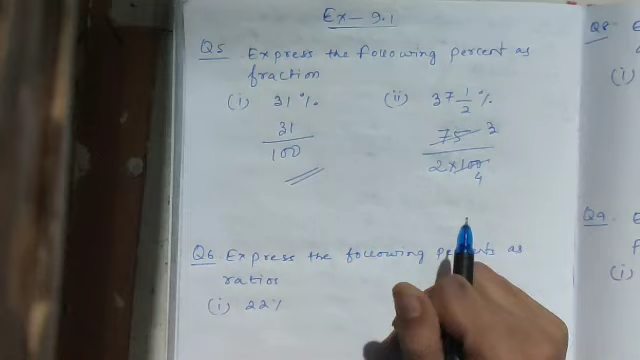 Ex-9.1
Q5 Express the following percent as
fraction
(i) 31% (ii) 37 1/2 %
31 75 3
100 2×100
4
Q6. Express the following percents as
ratios
(i) 22%
Q8 E
(i)
Q9. E
(i)